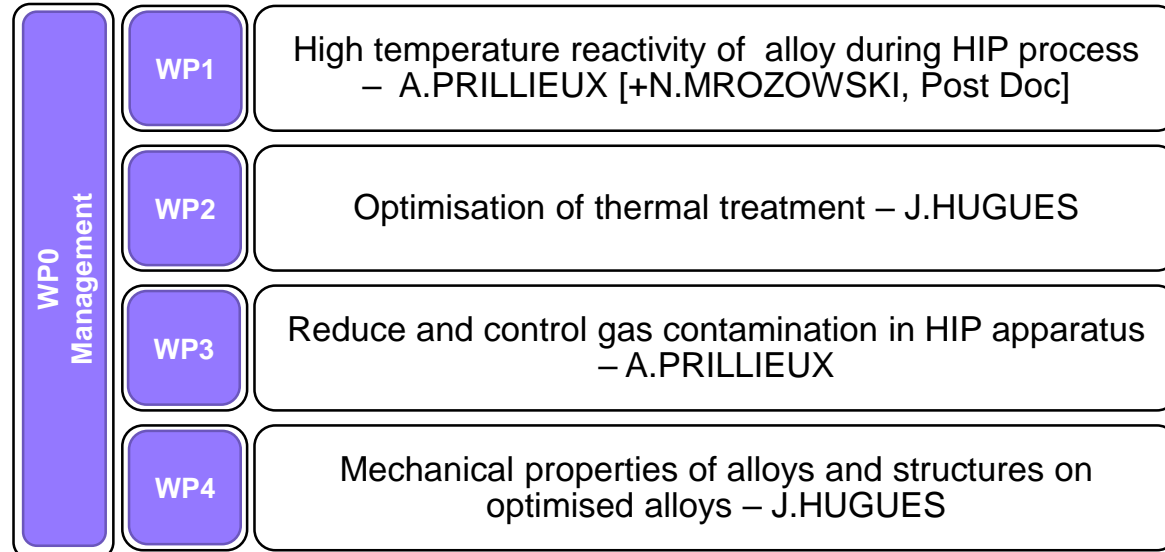 WP0
Management
WP1
High temperature reactivity of  alloy during HIP process
–  A.PRILLIEUX [+N.MROZOWSKI, Post Doc]
WP2
Optimisation of thermal treatment – J.HUGUES
WP3
Reduce and control gas contamination in HIP apparatus
– A.PRILLIEUX
WP4
Mechanical properties of alloys and structures on
optimised alloys – J.HUGUES